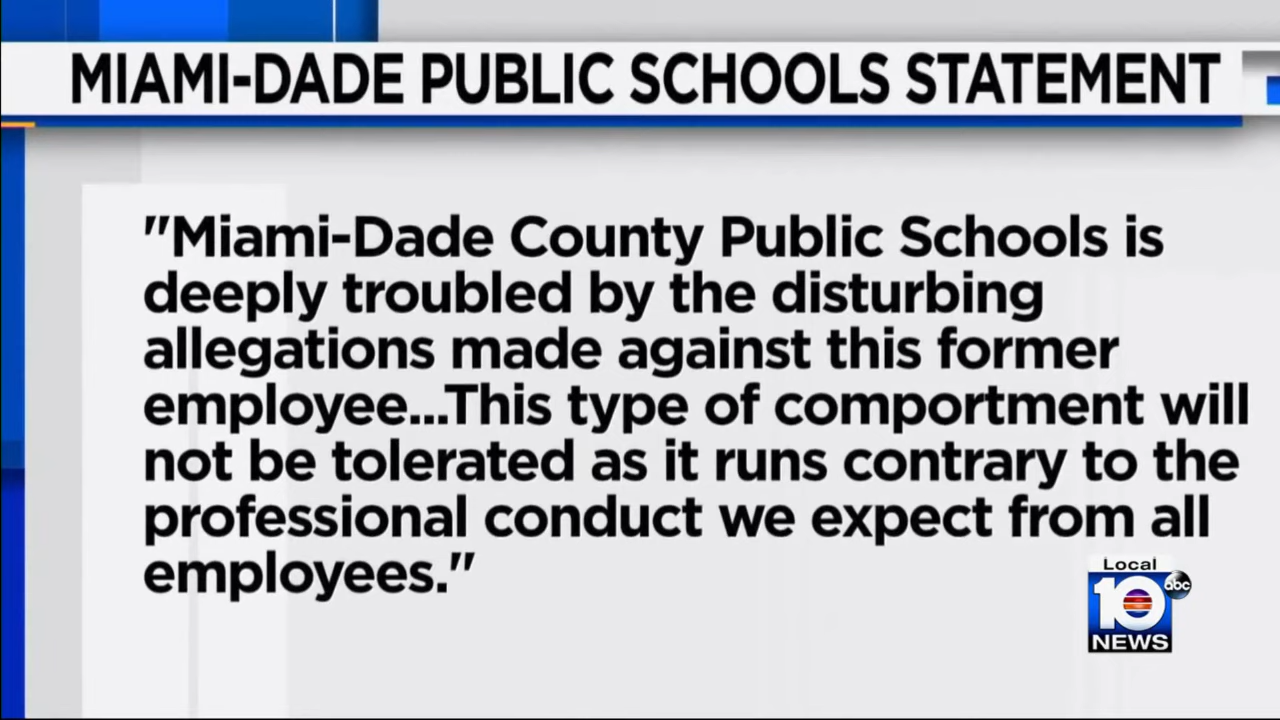 MIAMI-DADE PUBLIC SCHOOLS STATEMENT
"Miami-Dade County Public Schools is
deeply troubled by the disturbing
allegations made against this former
employee...This type of comportment will
not be tolerated as it runs contrary to the
professional conduct we expect from all
employees."
Local
10 abc
NEWS